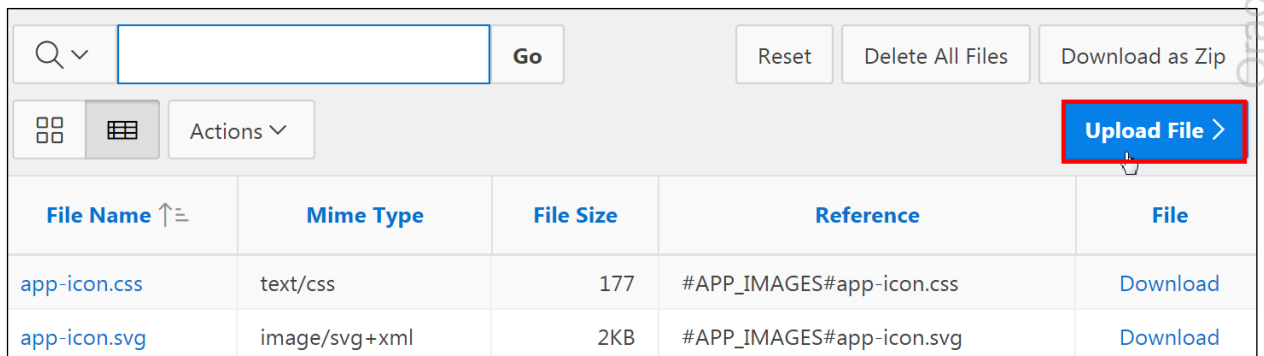 Go Reset Delete All Files Download as Zip
Actions Upload File
File Name Mime Type File Size Reference File
app-icon.css text/css 177 #APP_IMAGES#app-icon.css Download
app-icon.svg image/svg+xml 2KB #APP_IMAGES#app-icon.svg Download